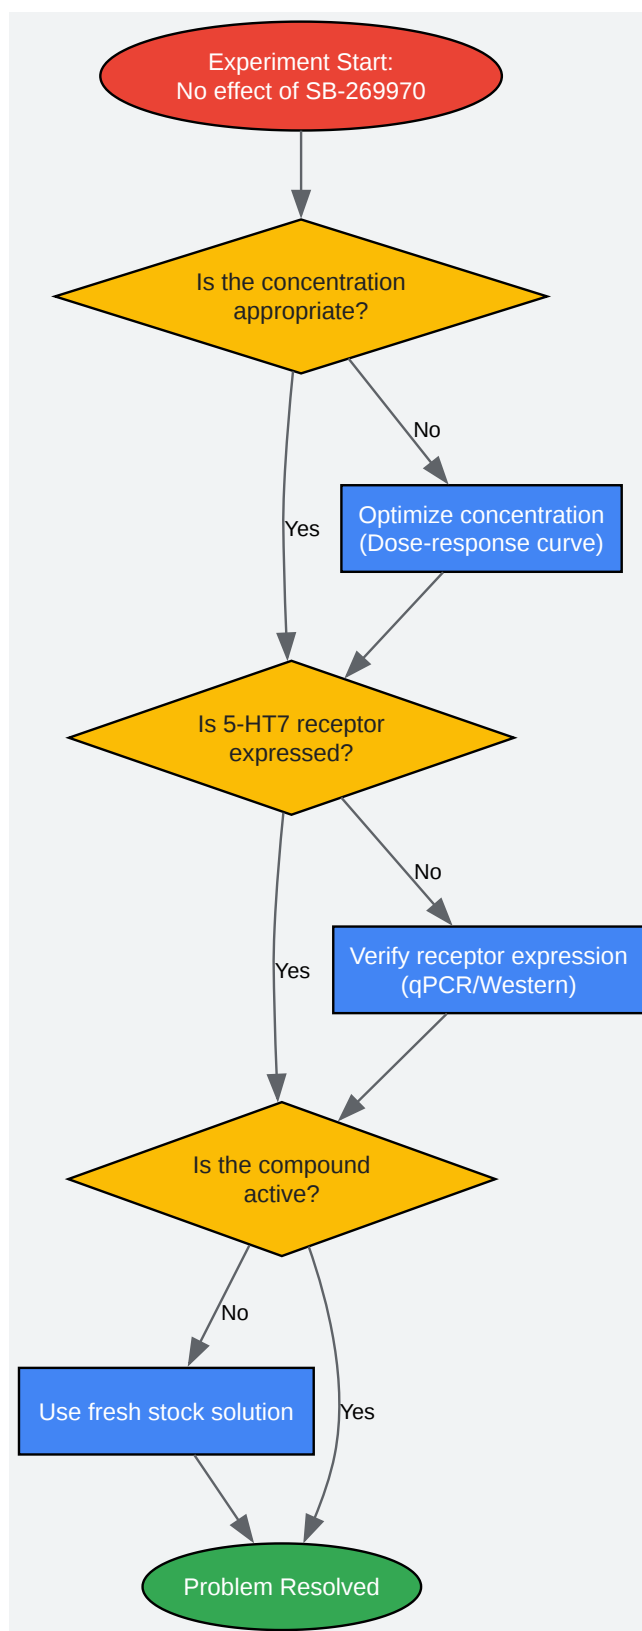 Experiment Start:
No effect of SB-269970
Is the concentration
appropriate?
No
Optimize concentration
(Dose-response curve)
Yes
Is 5-HT7 receptor
expressed?
No
Verify receptor expression
(qPCR/Western)
Yes
Is the compound
active?
No
Use fresh stock solution
Yes
Problem Resolved